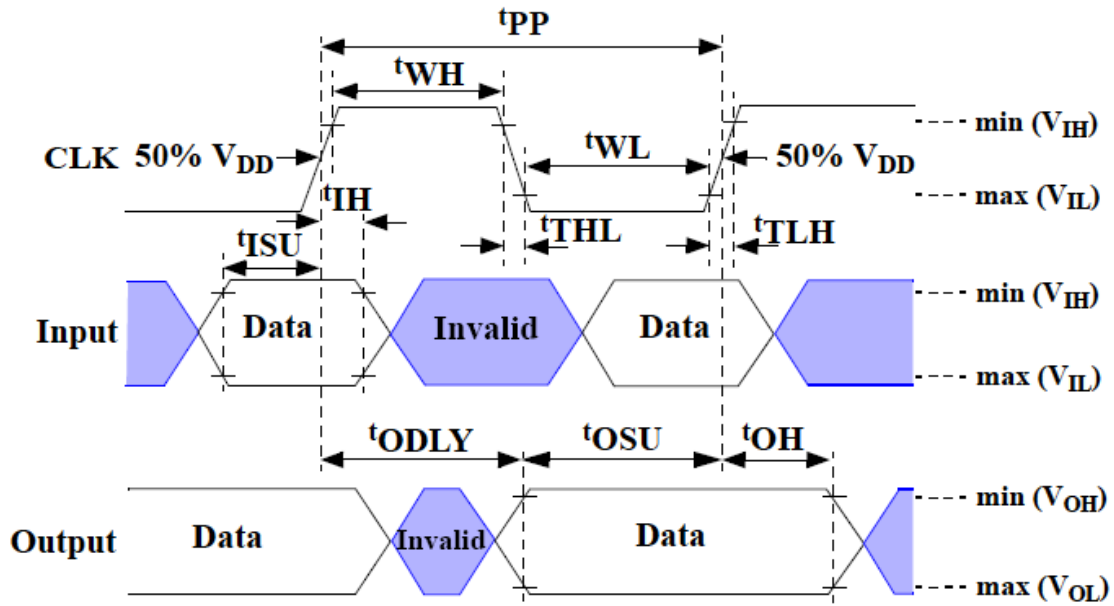 tPP
tWH
min (VIH)
CLK 50% VDD
tWL
50% VDD
max (VIL)
tIH
tISU
tTHL
tTLH
min (VIH)
Input
Data
Invalid
Data
max (VIL)
tODLY
tOSU
tOH
min (VOH)
Output
Data
Invalid
Data
max (VOL)